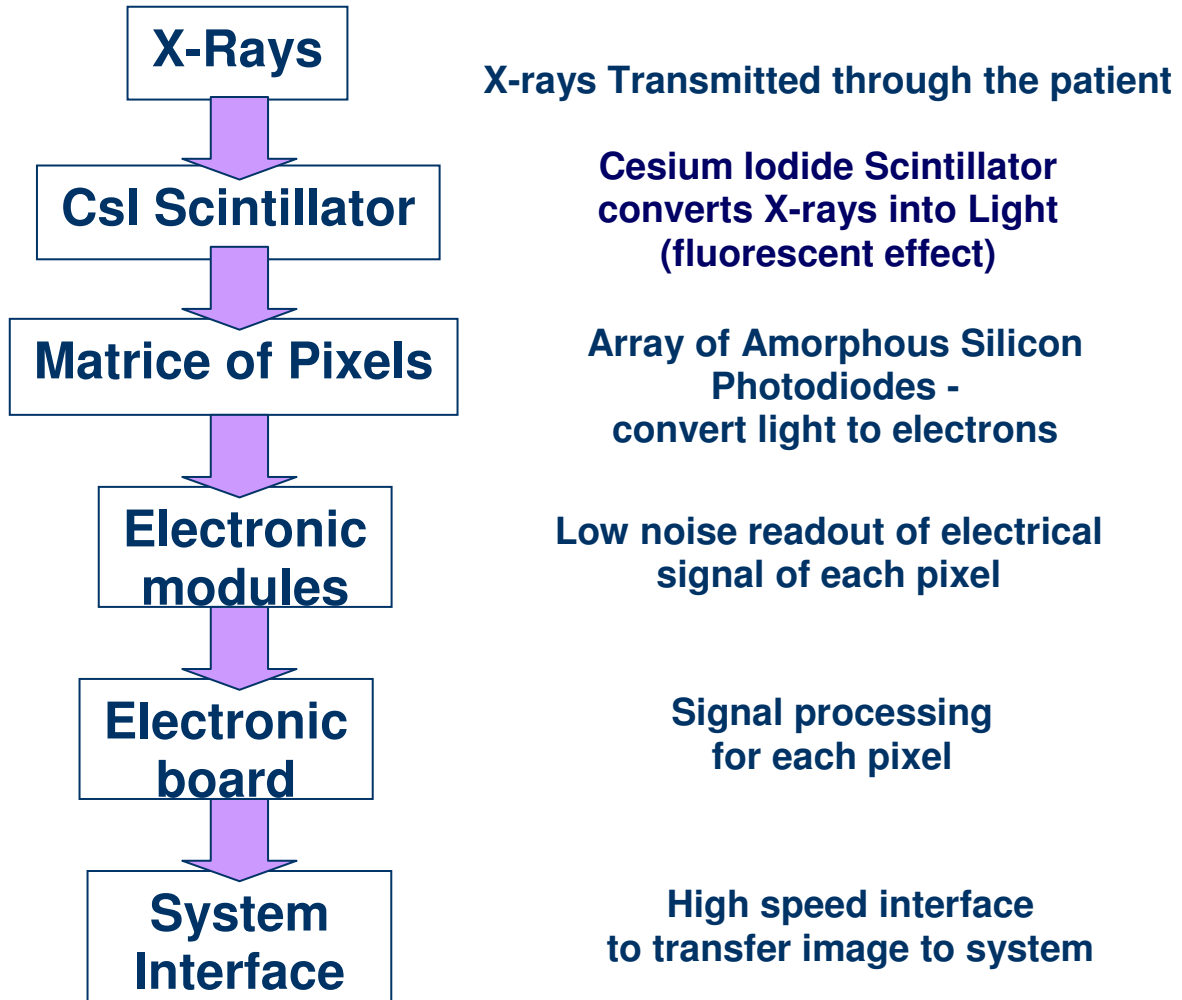 X-Rays
X-rays Transmitted through the patient
CsI Scintillator
Cesium Iodide Scintillator
converts X-rays into Light
(fluorescent effect)
Matrice of Pixels
Array of Amorphous Silicon
Photodiodes -
convert light to electrons
Electronic
modules
Low noise readout of electrical
signal of each pixel
Electronic
board
Signal processing
for each pixel
System
Interface
High speed interface
to transfer image to system